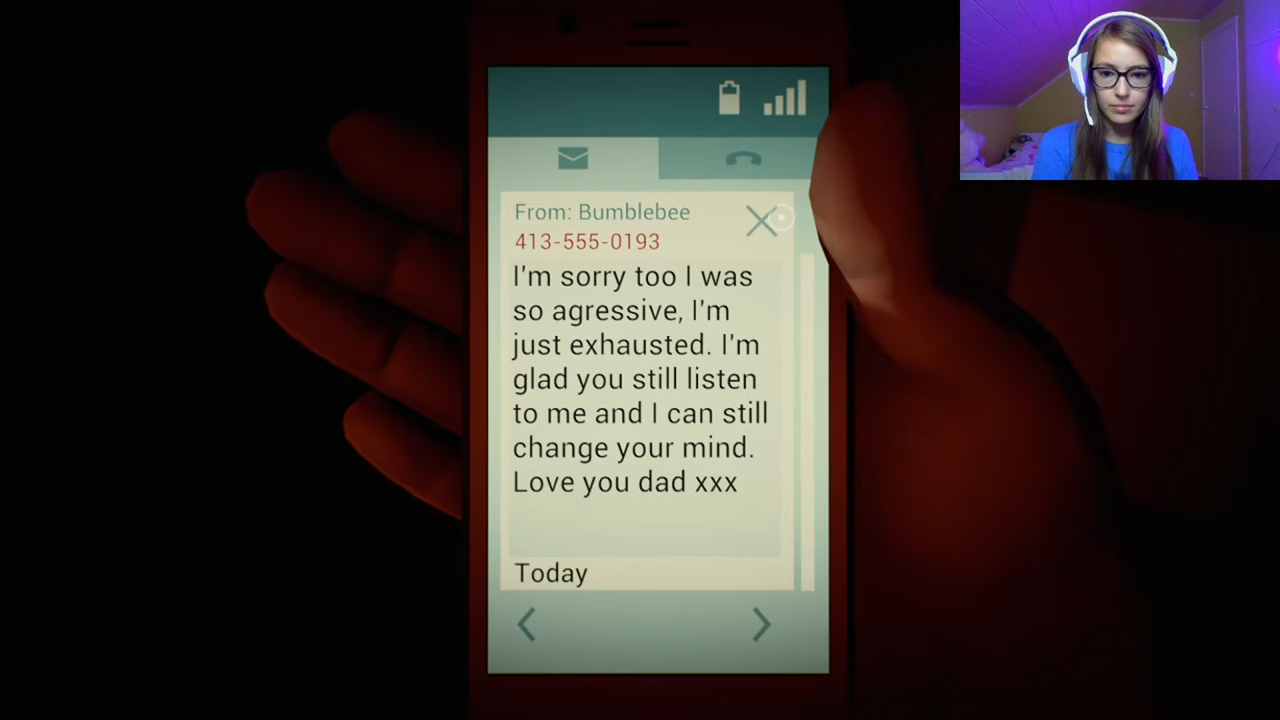 From: Bumblebee
413-555-0193
I'm sorry too I was
so agressive, I'm
just exhausted. I'm
glad you still listen
to me and I can still
change your mind.
Love you dad xxx
Today